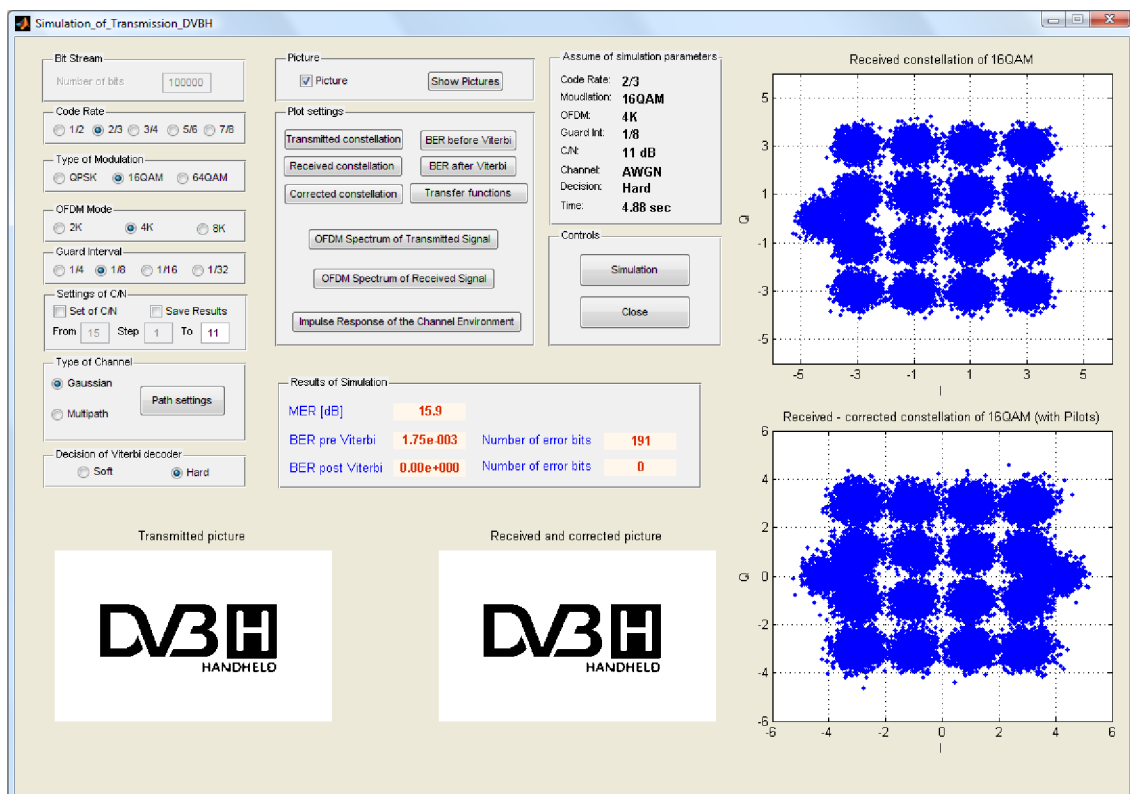 Simulation_of_Transmission_DVBH
Bit Stream
Number of bits 100000
Code Rate
1/2 2/3 3/4 5/6 7/8
Type of Modulation
QPSK 16QAM 64QAM
OFDM Mode
2K 4K 8K
Guard Interval
1/4 1/8 1/16 1/32
Settings of C/N
Set of C/N Save Results
From 15 Step 1 To 11
Type of Channel
Gaussian
Multipath
Path settings
Decision of Viterbi decoder
Soft Hard
Picture
Picture Show Pictures
Plot settings
Transmitted constellation BER before Viterbi
Received constellation BER after Viterbi
Corrected constellation Transfer functions
OFDM Spectrum of Transmitted Signal
OFDM Spectrum of Received Signal
Impulse Response of the Channel Environment
Assume of simulation parameters
Code Rate: 2/3
Moudlation: 16QAM
OFDM: 4K
Guard Int: 1/8
C/N: 11 dB
Channel: AWGN
Decision: Hard
Time: 4.88 sec
Controls
Simulation
Close
Results of Simulation
MER [dB] 15.9
BER pre Viterbi 1.75e-003 Number of error bits 191
BER post Viterbi 0.00e+000 Number of error bits 0
Transmitted picture
DVB H
HANDHELD
Received and corrected picture
DVB H
HANDHELD
Received constellation of 16QAM
5
3
1
-1
-3
-5
Q
-5 -3 -1 1 3 5
I
Received - corrected constellation of 16QAM (with Pilots)
6
4
2
0
-2
-4
-6
Q
-6 -4 -2 0 2 4 6
I